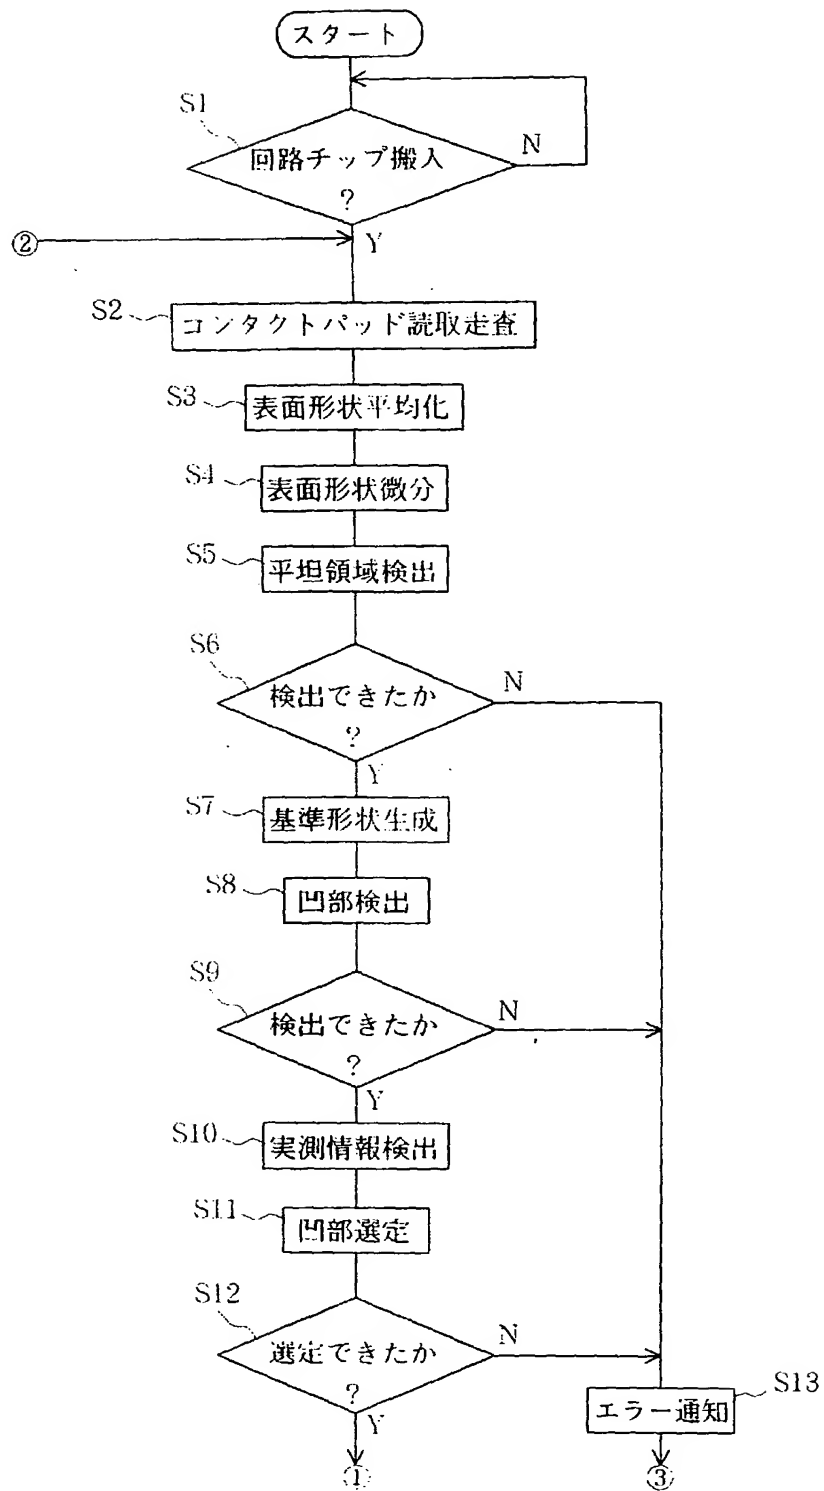 スタート
S1
回路チップ搬入
?
N
Y
②
S2
コンタクトパッド読取走査
S3
表面形状平均化
S4
表面形状微分
S5
平坦領域検出
S6
検出できたか
?
N
Y
S7
基準形状生成
S8
凹部検出
S9
検出できたか
?
N
Y
S10
実測情報検出
S11
凹部選定
S12
選定できたか
?
N
Y
S13
エラー通知
①
③